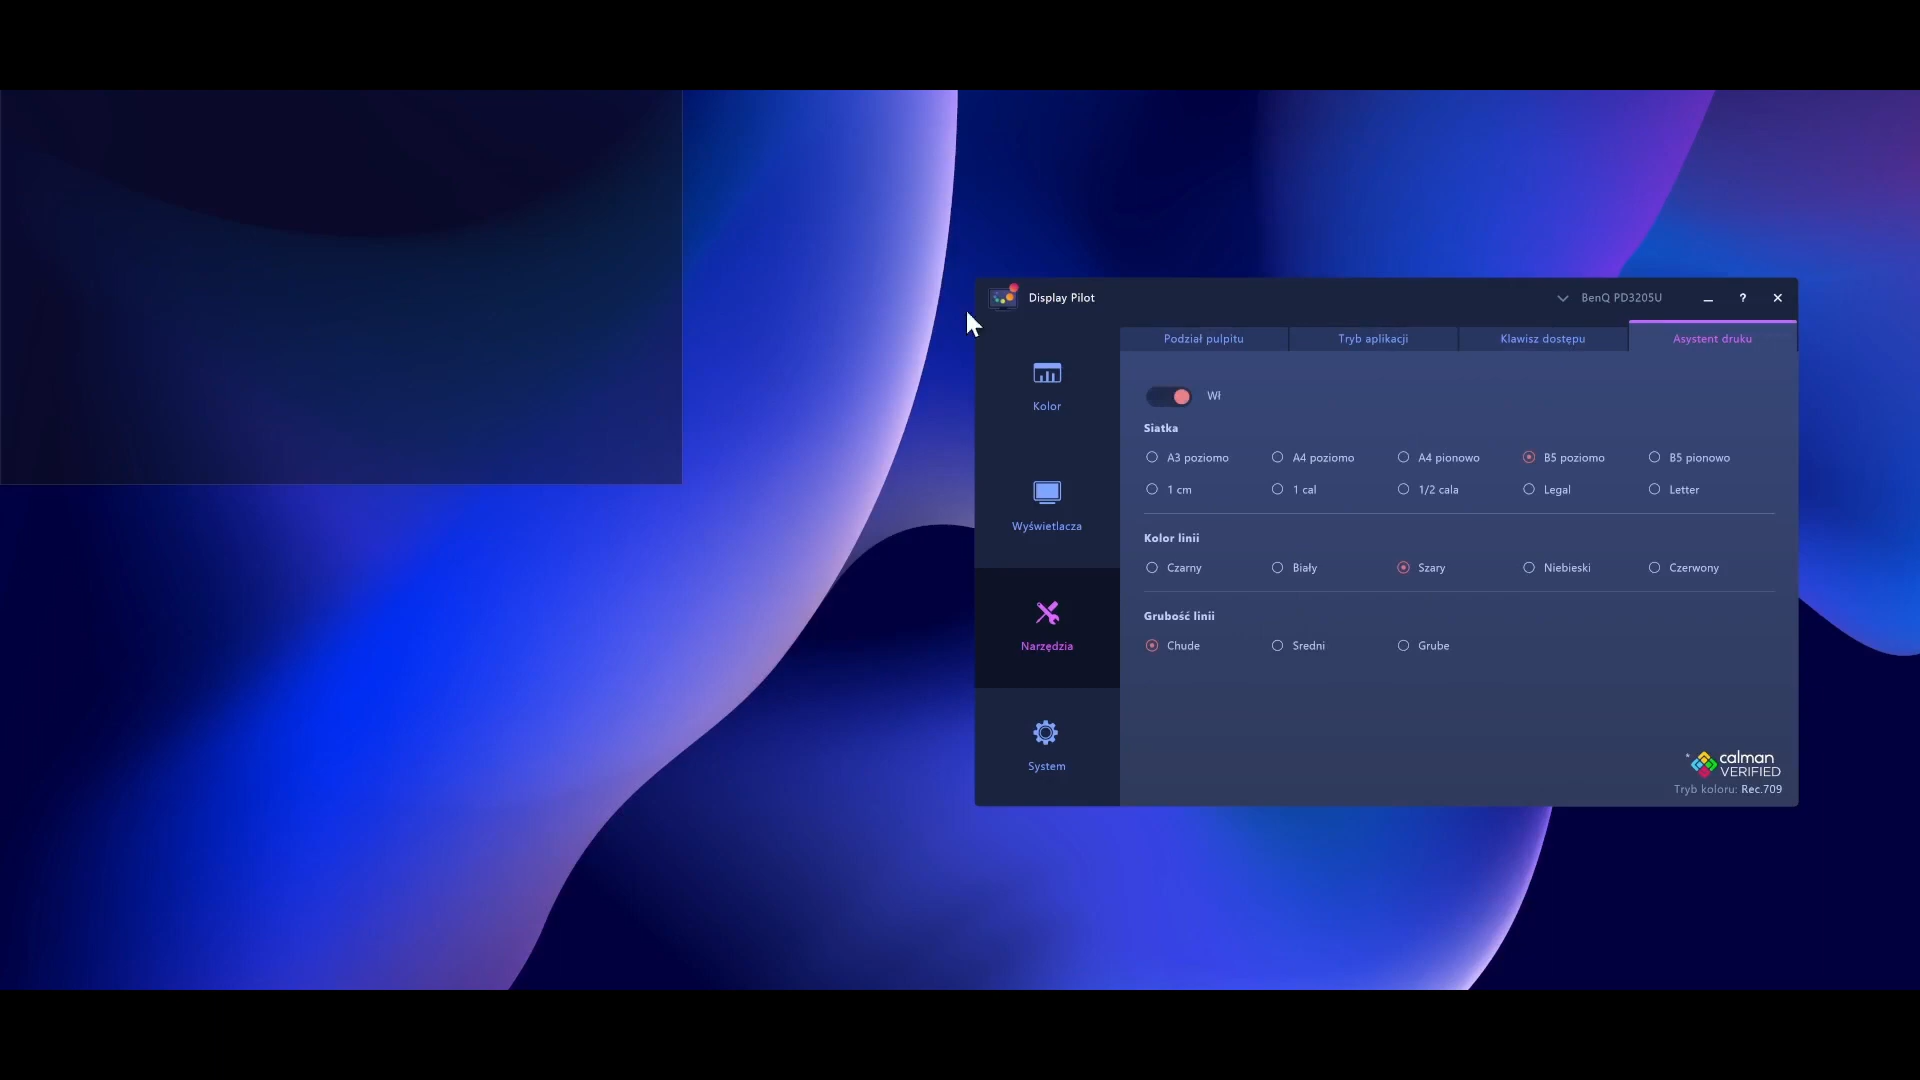 Display Pilot
BenQ PD3205U
?
Podział pulpitu
Tryb aplikacji
Klawisz dostępu
Asystent druku
Kolor
Wyświetlacza
Narzędzia
System
Wł
Siatka
A3 poziomo
A4 poziomo
A4 pionowo
B5 poziomo
B5 pionowo
1 cm
1 cal
1/2 cala
Legal
Letter
Kolor linii
Czarny
Biały
Szary
Niebieski
Czerwony
Grubość linii
Chude
Sredni
Grube
calman
VERIFIED
Tryb koloru: Rec.709